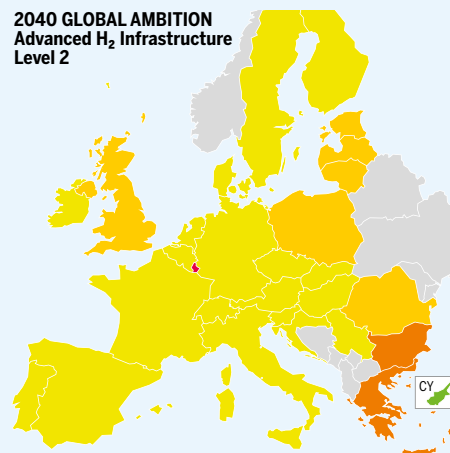 2040 GLOBAL AMBITION
Advanced H₂ Infrastructure
Level 2
CY